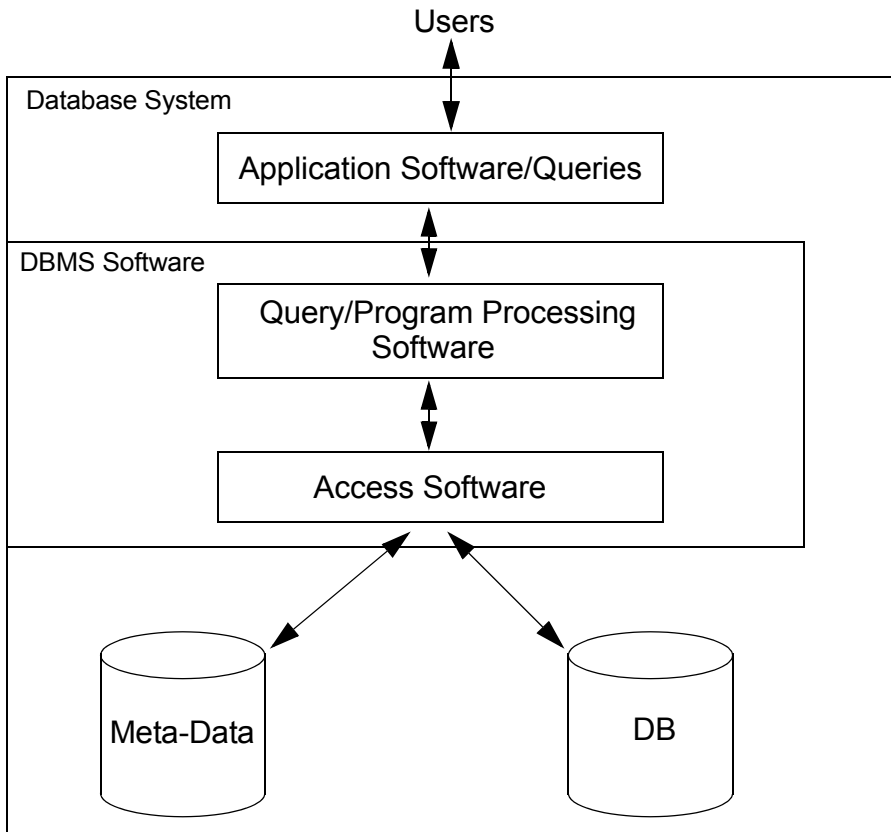 Users
Database System
Application Software/Queries
DBMS Software
Query/Program Processing
Software
Access Software
Meta-Data
DB